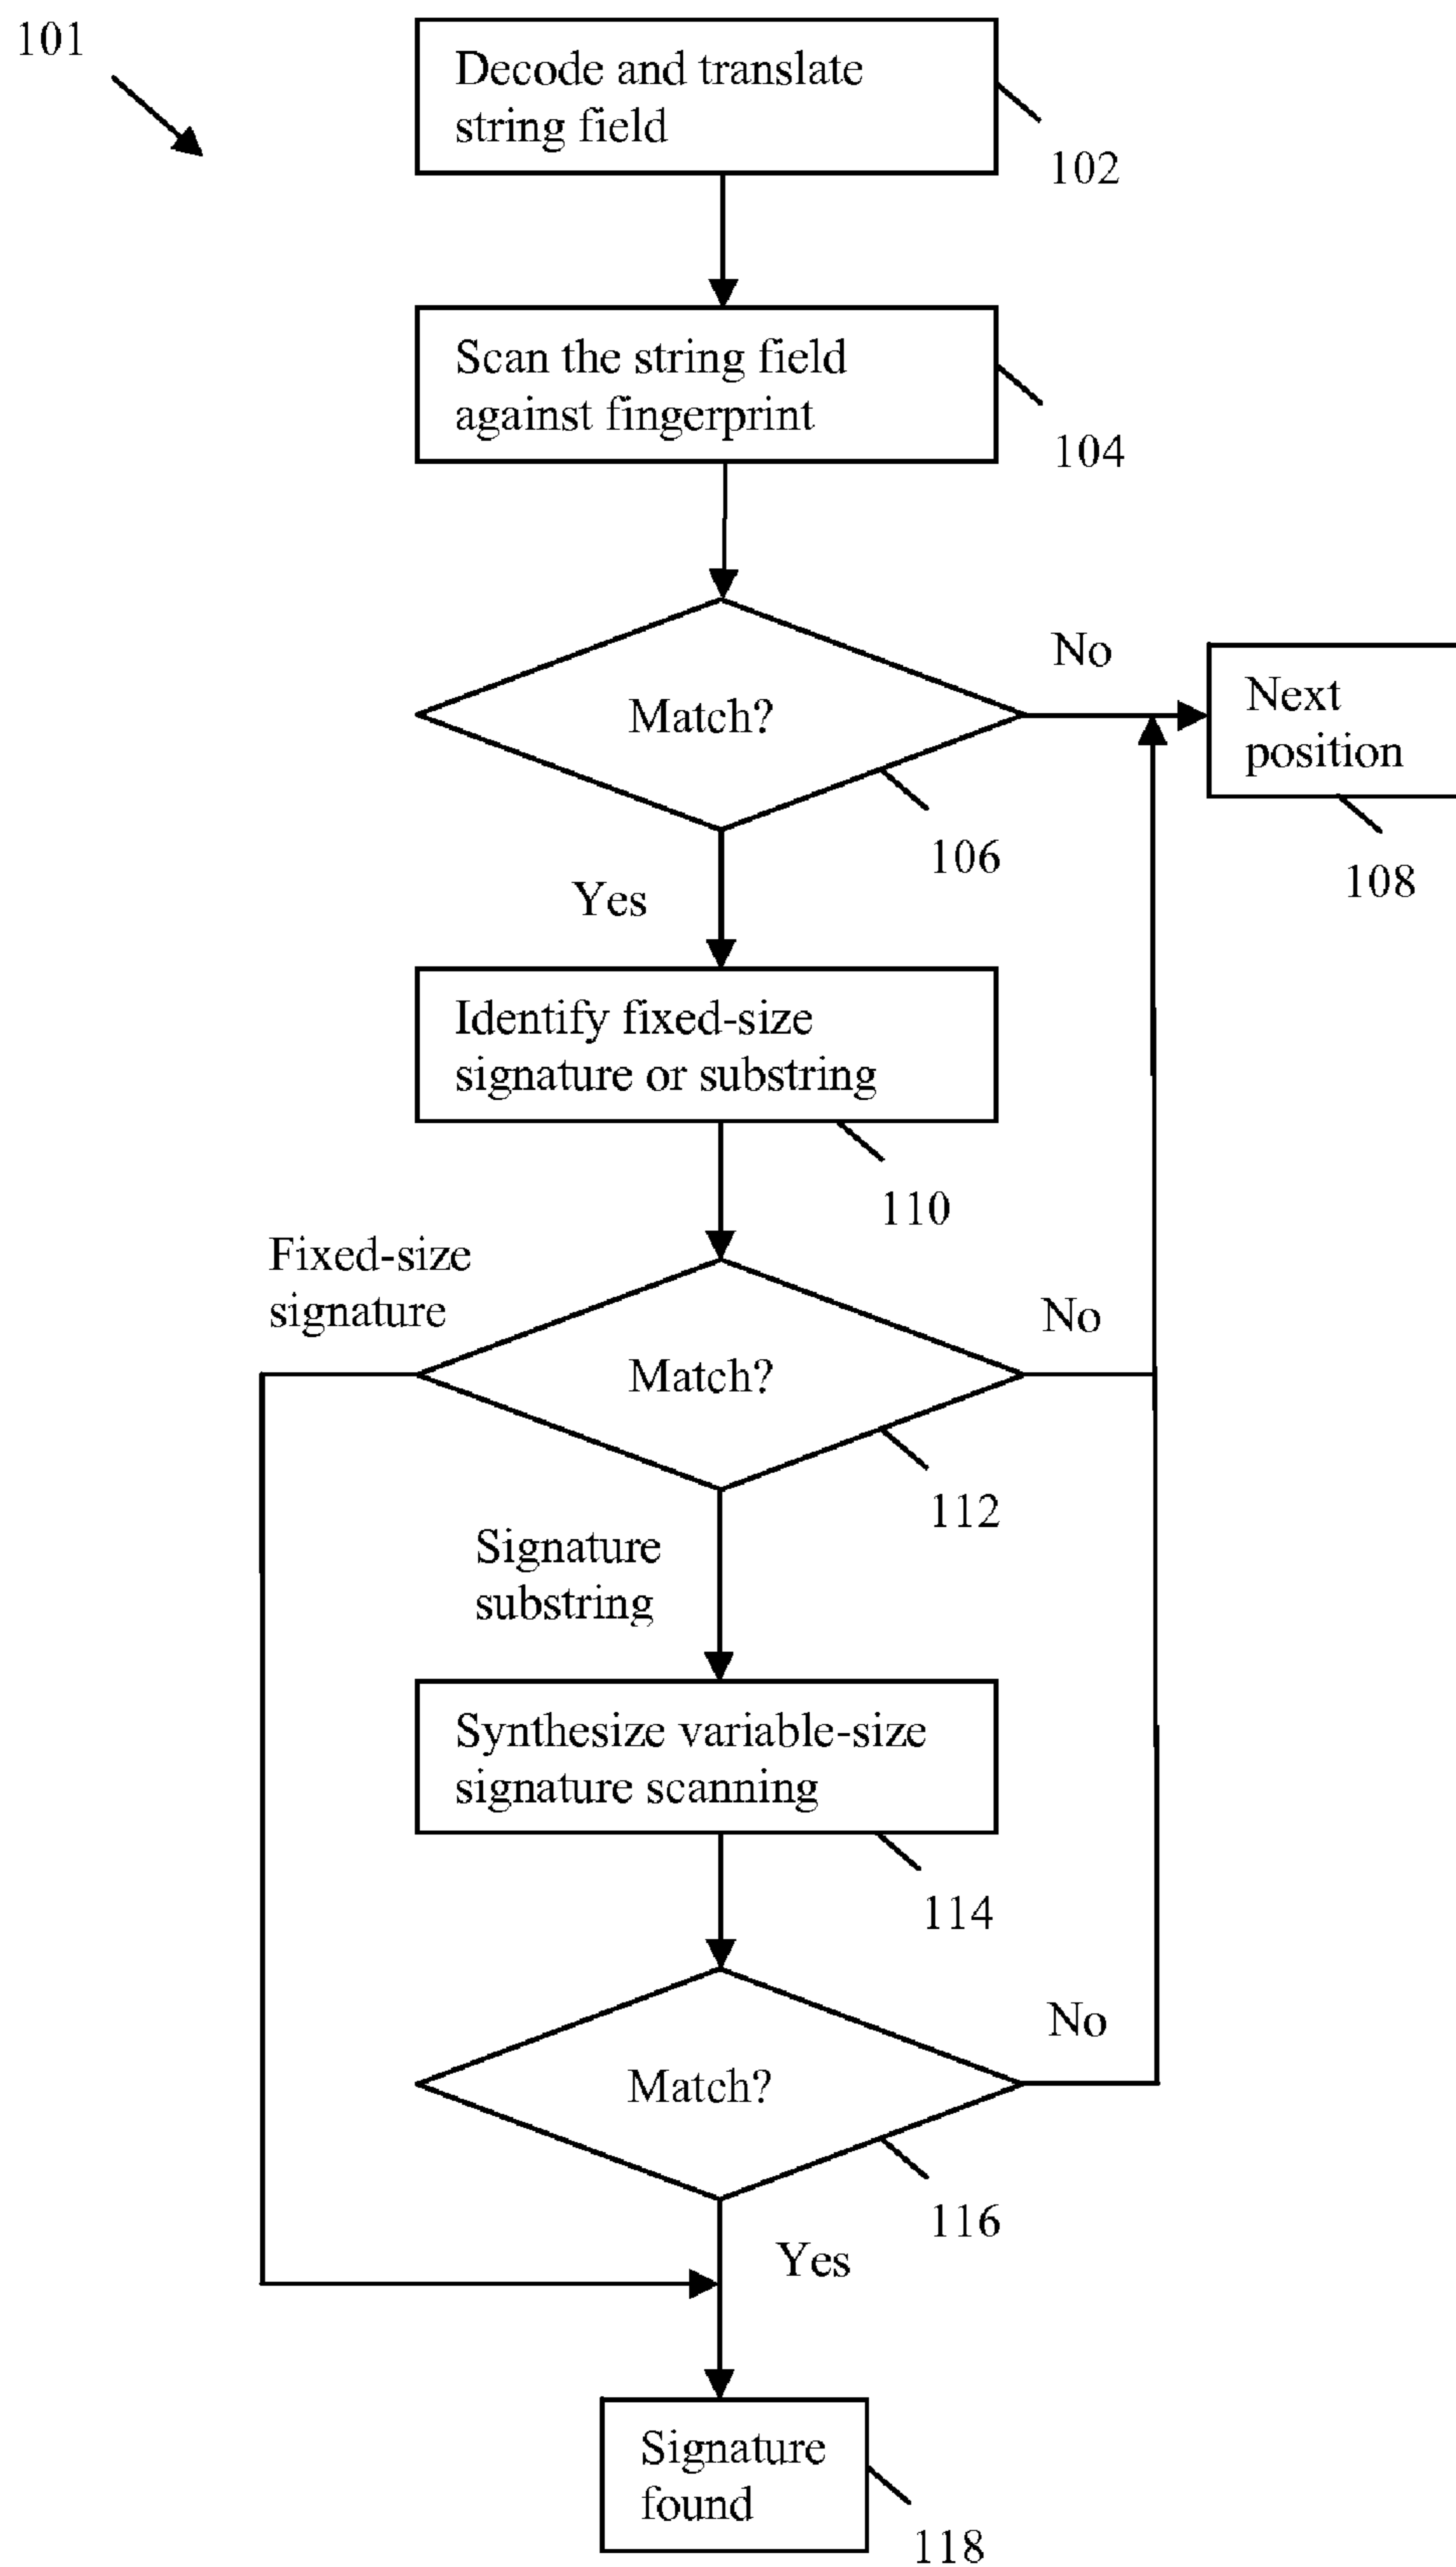 101
Decode and translate
string field
102
Scan the string field
against fingerprint
104
No
Match?
Next
position
106
108
Yes
Identify fixed-size
signature or substring
110
Fixed-size
signature
No
Match?
112
Signature
substring
Synthesize variable-size
signature scanning
114
No
Match?
116
Yes
Signature
found
118